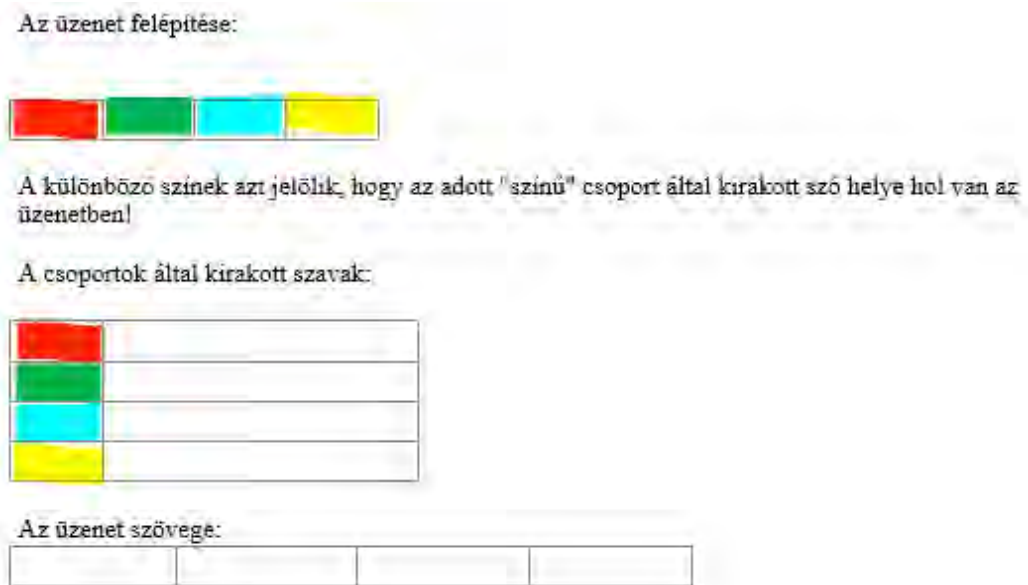 Az üzenet felépítése:
A különböző színek azt jelölik, hogy az adott "színű" csoport által kirakott szó helye hol van az
üzenetben!
A csoportok által kirakott szavak:
Az üzenet szövege: